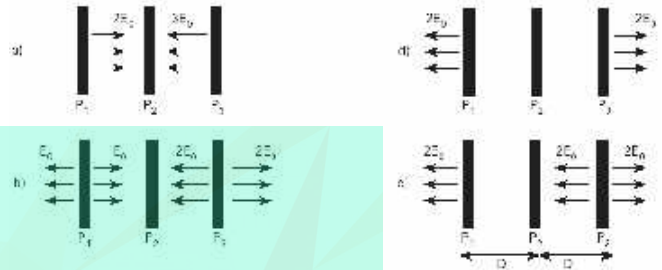 2E₀ 3E₀
a)
P₁ P₂ P₃
E₀ E₀ 2E₀ 2E₀
b)
P₁ P₂ P₃
2E₀ 2E₀
d)
P₁ P₂ P₃
2E₀ 2E₀ 2E₀
P₁ P₂ P₃
D D